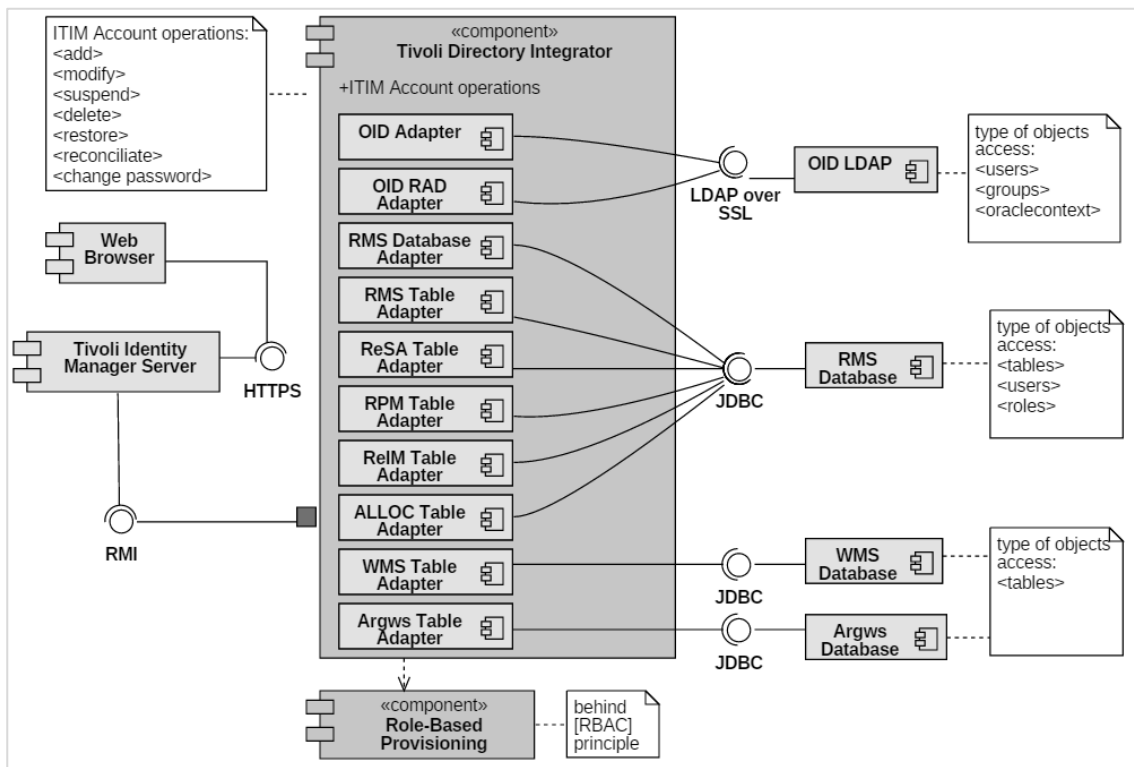 ITIM Account operations:
<add>
<modify>
<suspend>
<delete>
<restore>
<reconciliate>
<change password>
«component»
Tivoli Directory Integrator
+ITIM Account operations
OID Adapter
OID RAD
Adapter
RMS Database
Adapter
RMS Table
Adapter
ReSA Table
Adapter
RPM Table
Adapter
ReIM Table
Adapter
ALLOC Table
Adapter
WMS Table
Adapter
Argws Table
Adapter
Web
Browser
Tivoli Identity
Manager Server
HTTPS
RMI
LDAP over
SSL
OID LDAP
type of objects
access:
<users>
<groups>
<oraclecontext>
JDBC
RMS
Database
type of objects
access:
<tables>
<users>
<roles>
JDBC
WMS
Database
type of objects
access:
<tables>
JDBC
Argws
Database
«component»
Role-Based
Provisioning
behind
[RBAC]
principle